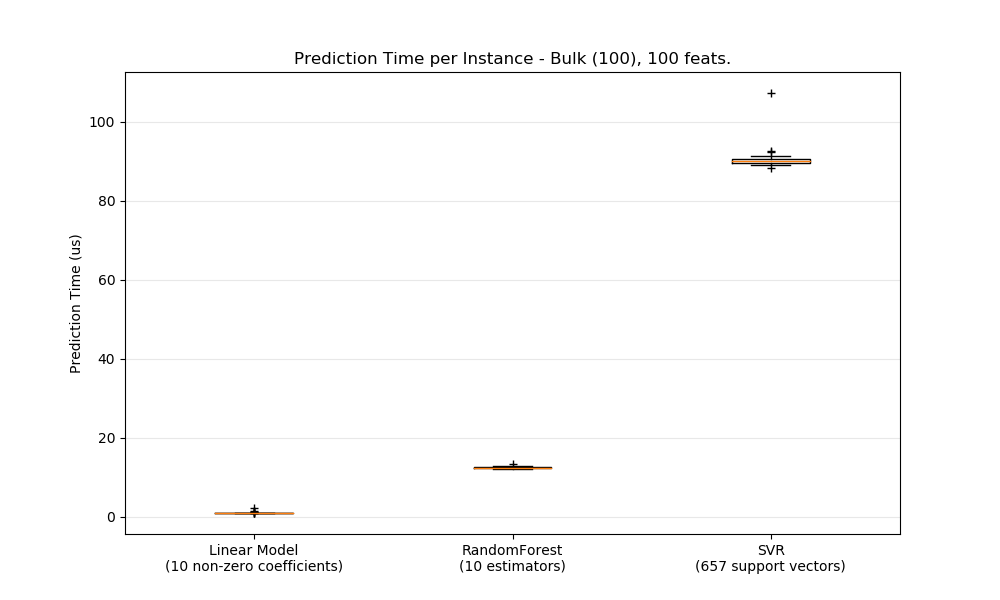 Prediction Time per Instance - Bulk (100), 100 feats.
Prediction Time (us)
100
80
60
40
20
0
Linear Model
(10 non-zero coefficients)
RandomForest
(10 estimators)
SVR
(657 support vectors)